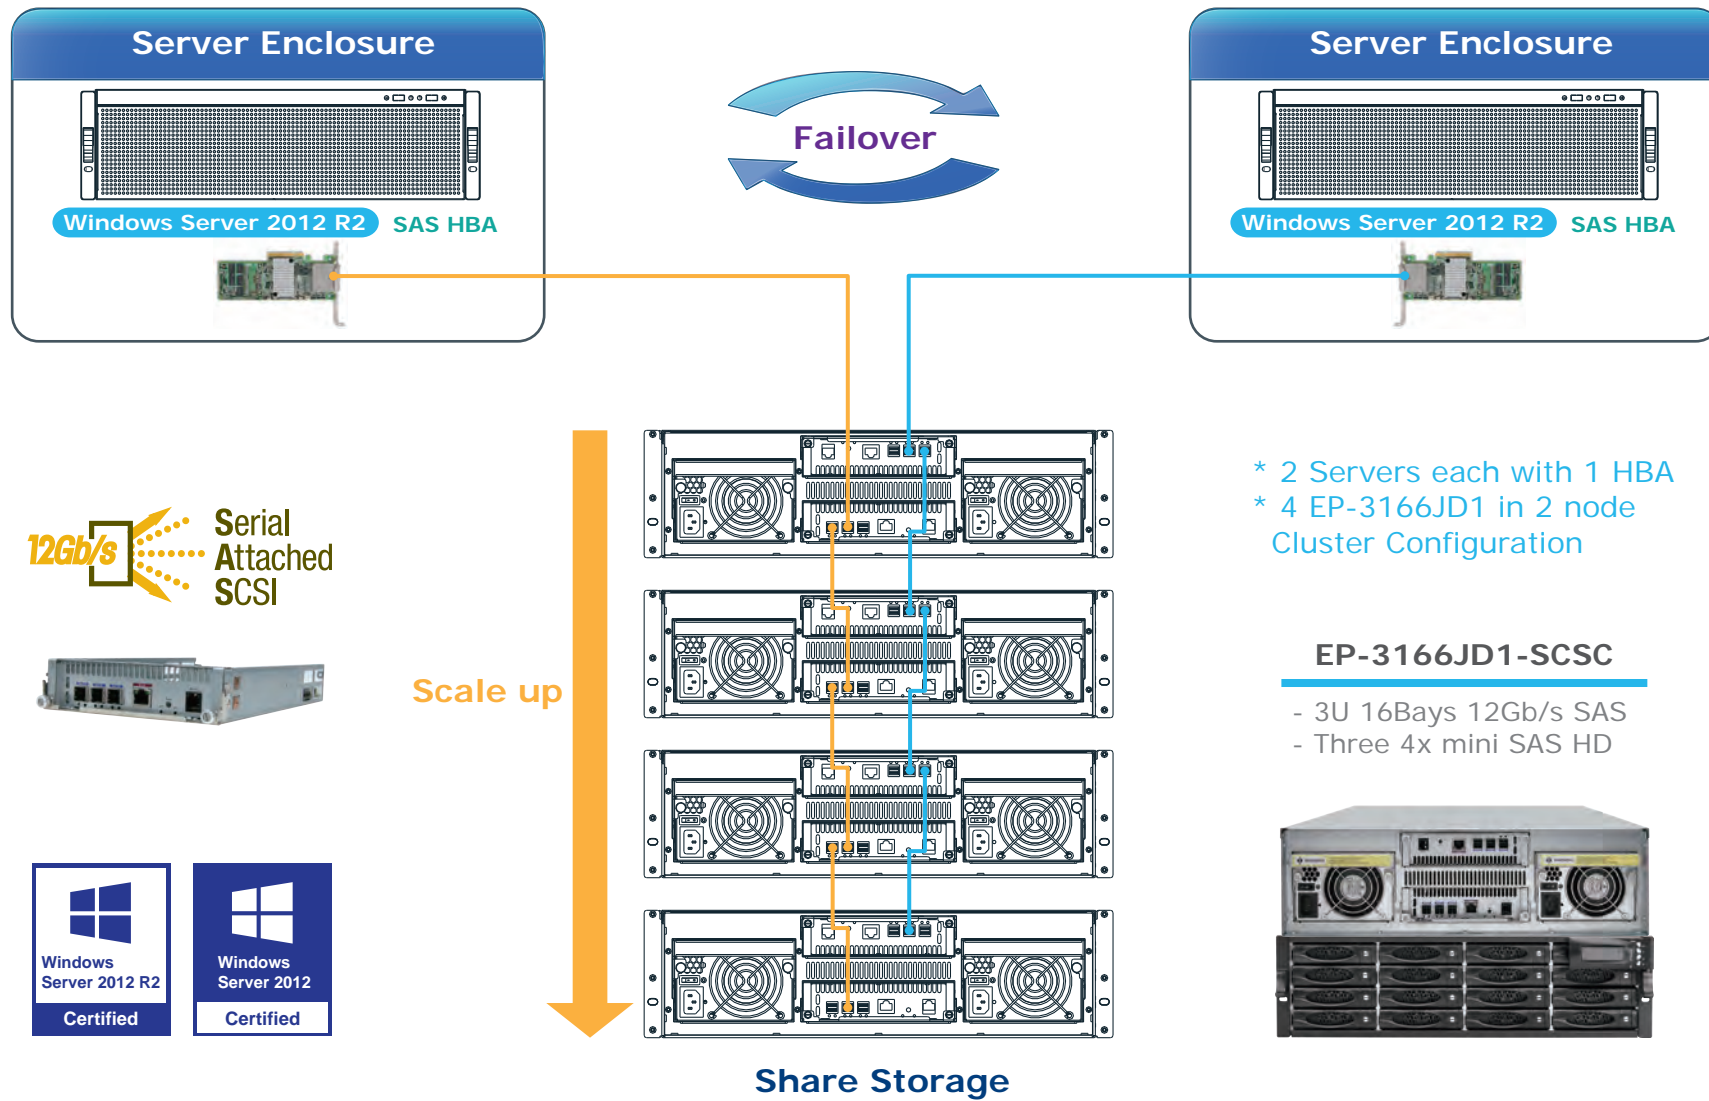 Server Enclosure
Server Enclosure
Failover
Windows Server 2012 R2 SAS HBA
Windows Server 2012 R2 SAS HBA
* 2 Servers each with 1 HBA
* 4 EP-3166JD1 in 2 node
Cluster Configuration
12Gb/s
Serial
Attached
SCSI
Scale up
EP-3166JD1-SCSC
- 3U 16Bays 12Gb/s SAS
- Three 4x mini SAS HD
Windows
Server 2012 R2
Certified
Windows
Server 2012
Certified
Share Storage